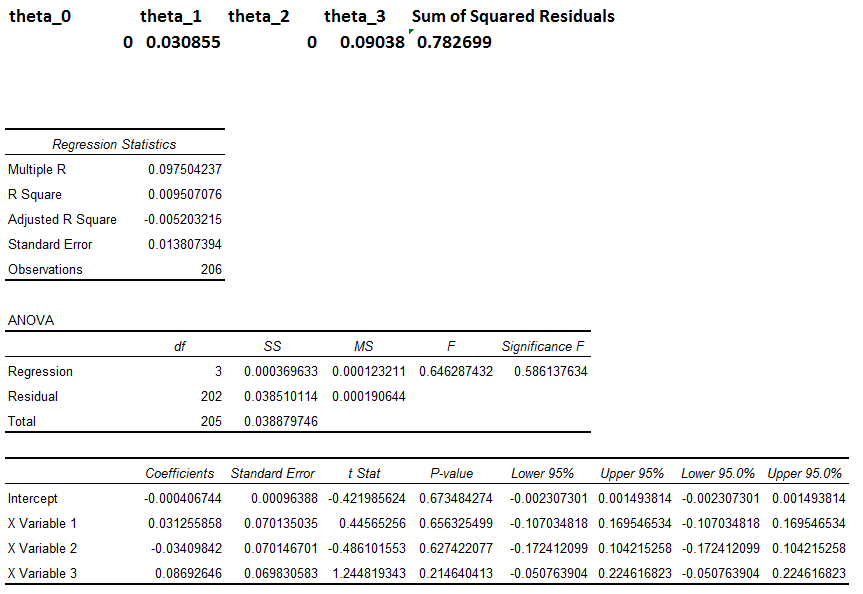 theta_0 theta_1 theta_2 theta_3 Sum of Squared Residuals
0 0.030855 0 0.09038 0.782699
Regression Statistics
Multiple R 0.097504237
R Square 0.009507076
Adjusted R Square -0.005203215
Standard Error 0.013807394
Observations 206
ANOVA
df SS MS F Significance F
Regression 3 0.000369633 0.000123211 0.646287432 0.586137634
Residual 202 0.038510114 0.000190644
Total 205 0.038879746
Coefficients Standard Error t Stat P-value Lower 95% Upper 95% Lower 95.0% Upper 95.0%
Intercept -0.000406744 0.00096388 -0.421985624 0.673484274 -0.002307301 0.001493814 -0.002307301 0.001493814
X Variable 1 0.031255858 0.070135035 0.44565256 0.656325499 -0.107034818 0.169546534 -0.107034818 0.169546534
X Variable 2 -0.03409842 0.070146701 -0.486101553 0.627422077 -0.172412099 0.104215258 -0.172412099 0.104215258
X Variable 3 0.08692646 0.069830583 1.244819343 0.214640413 -0.050763904 0.224616823 -0.050763904 0.224616823